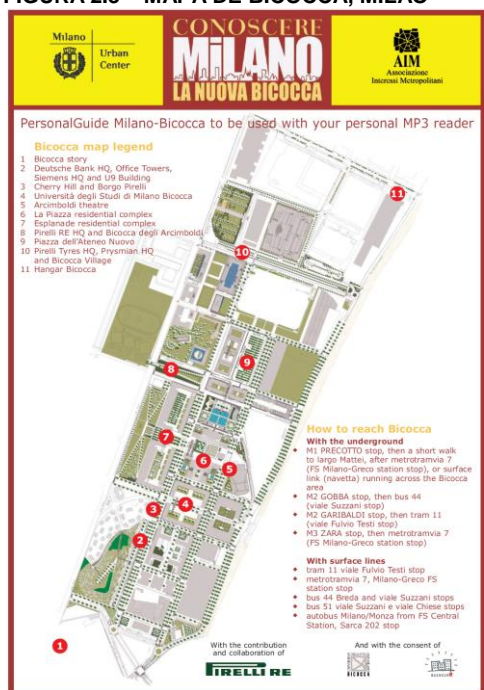 FIGURA 2.3 – MAPA DE BICOCCA, MILÃO
Milano
Urban
Center
CONOSCERE
MiLANO
LA NUOVA BICOCCA
AIM
Associazione
Interessi Metropolitani
PersonalGuide Milano-Bicocca to be used with your personal MP3 reader
Bicocca map legend
1 Bicocca story
2 Deutsche Bank HQ, Office Towers,
Siemens HQ and U9 Building
3 Cherry Hill and Borgo Pirelli
4 Università degli Studi di Milano Bicocca
5 Arcimboldi theatre
6 La Piazza residential complex
7 Esplanade residential complex
8 Pirelli RE HQ and Bicocca degli Arcimboldi
9 Piazza dell'Ateneo Nuovo
10 Pirelli Tyres HQ, Prysmian HQ
and Bicocca Village
11 Hangar Bicocca
11
10
9
8
7
6
5
4
3
2
1
How to reach Bicocca
With the underground
M1 PRECOTTO stop, then a short walk
to largo Mattei, after metrotramvia 7
(FS Milano-Greco station stop), or surface
link (navetta) running across the Bicocca
area
M2 GOBBA stop, then bus 44
(viale Suzzani stop)
M2 GARIBALDI stop, then tram 11
(viale Fulvio Testi stop)
M3 ZARA stop, then metrotramvia 7
(FS Milano-Greco station stop)
With surface lines
tram 11 viale Fulvio Testi stop
metrotramvia 7, Milano-Greco FS
station stop
bus 44 Breda and viale Suzzani stops
bus 51 viale Suzzani e viale Chiese stops
autobus Milano/Monza from FS Central
Station, Sarca 202 stop
With the contribution
and collaboration of
PIRELLI RE
And with the consent of
BICOCCA